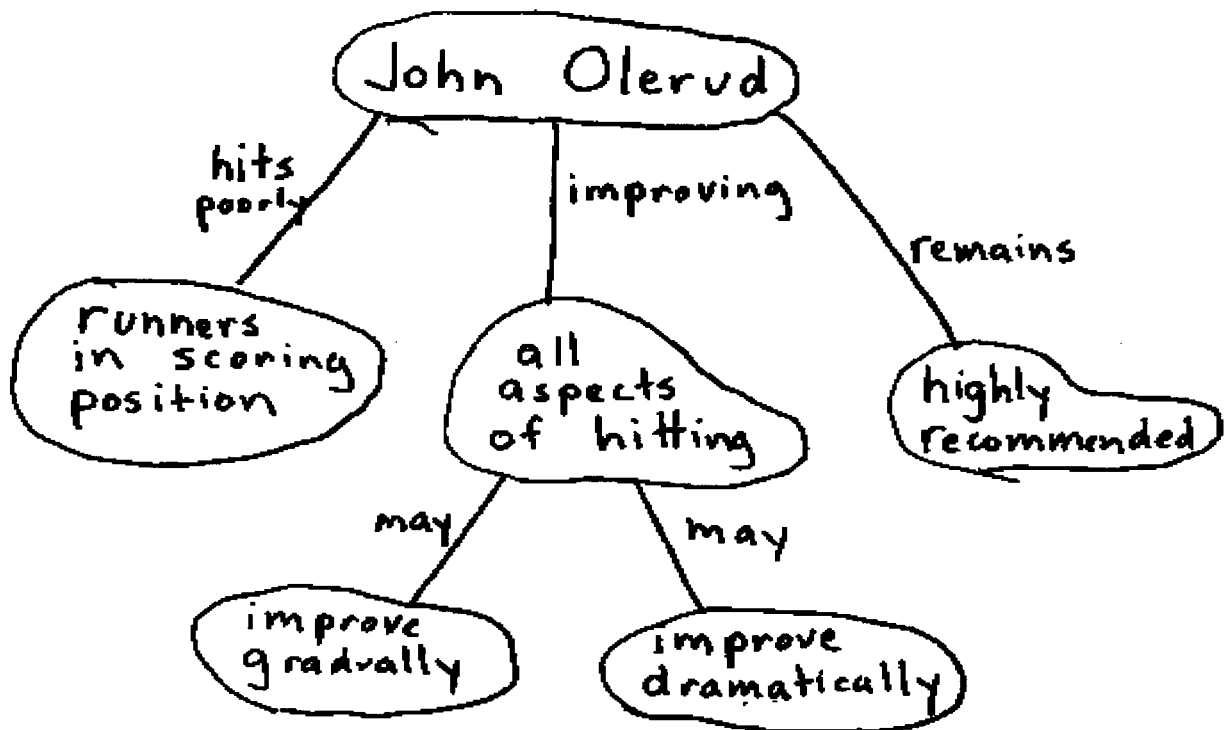 John Olerud
hits
poorly
improving
remains
runners
in scoring
position
all
aspects
of hitting
highly
recommended
may
may
improve
gradually
improve
dramatically